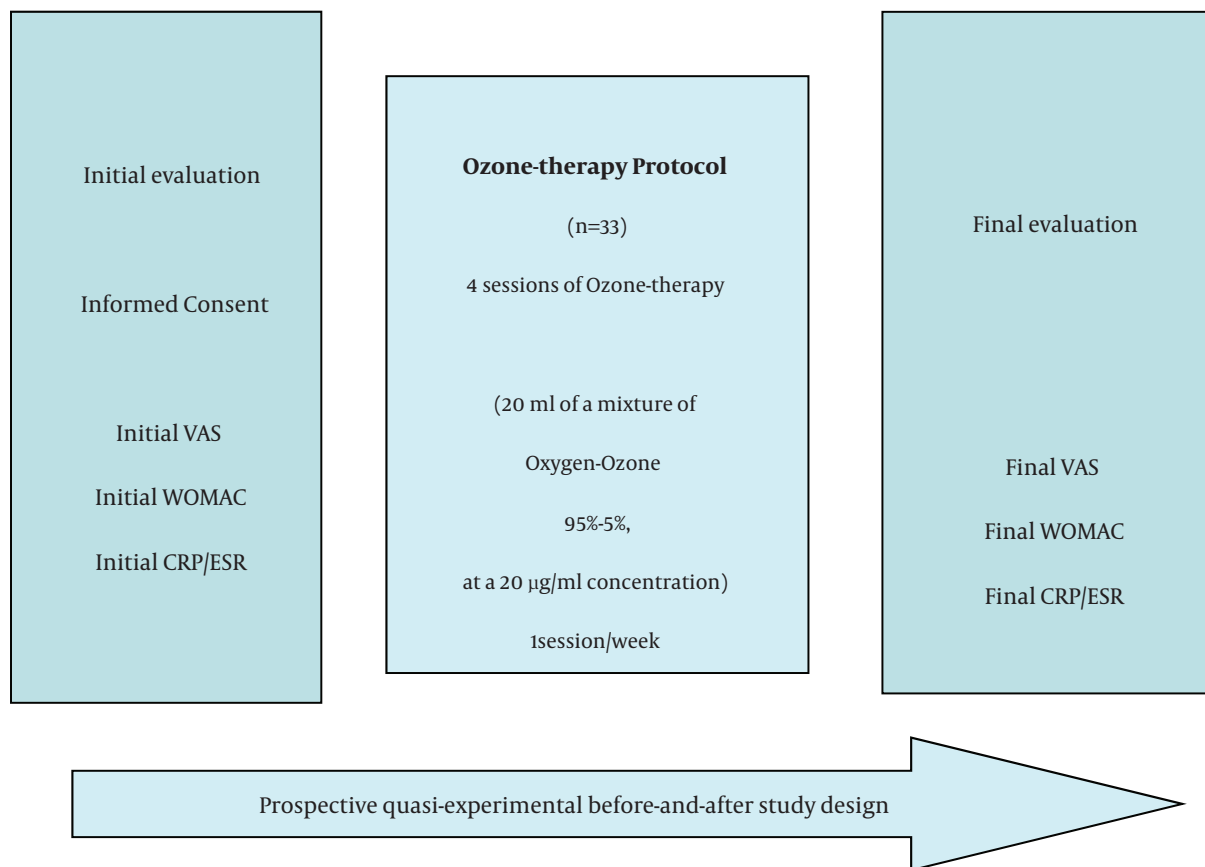 Initial evaluation
Informed Consent
Initial VAS
Initial WOMAC
Initial CRP/ESR
Ozone-therapy Protocol
(n=33)
4 sessions of Ozone-therapy
(20 ml of a mixture of
Oxygen-Ozone
95%-5%,
at a 20 μg/ml concentration)
1session/week
Final evaluation
Final VAS
Final WOMAC
Final CRP/ESR
Prospective quasi-experimental before-and-after study design